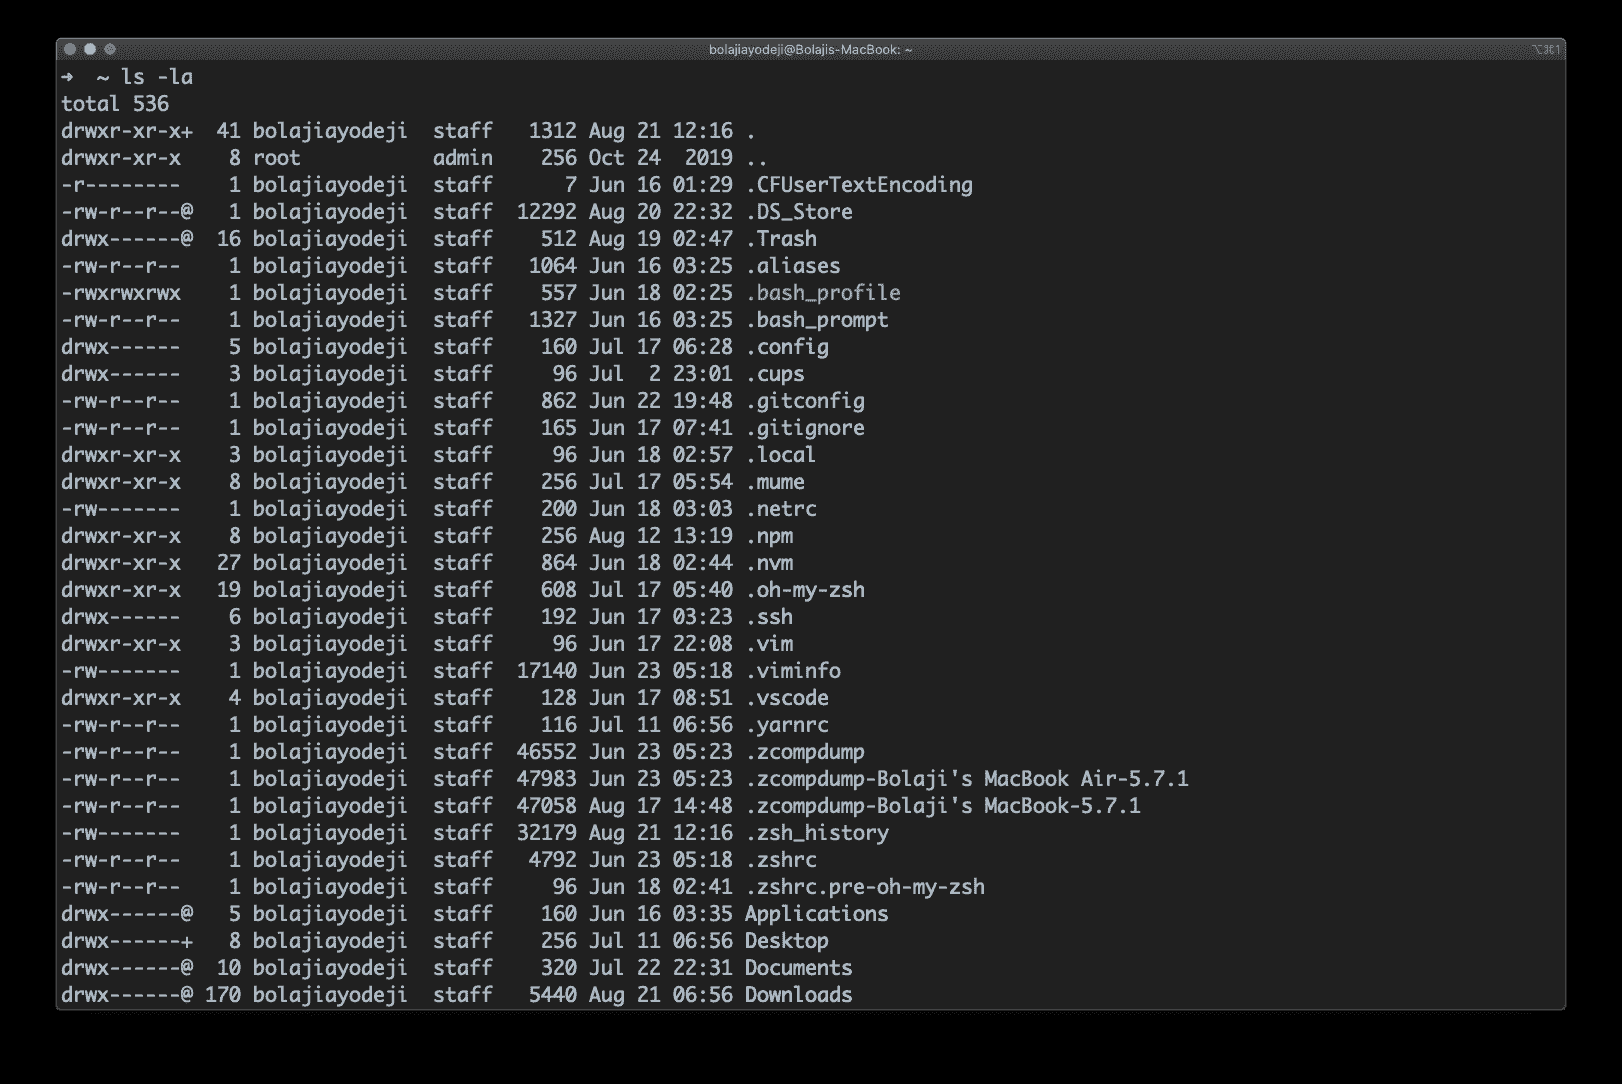 bolajiayodeji@Bolajis-MacBook: ~ ⌥⌘1
➜  ~ ls -la
total 536
drwxr-xr-x+  41 bolajiayodeji  staff   1312 Aug 21 12:16 .
drwxr-xr-x    8 root           admin    256 Oct 24  2019 ..
-r--------    1 bolajiayodeji  staff      7 Jun 16 01:29 .CFUserTextEncoding
-rw-r--r--@   1 bolajiayodeji  staff  12292 Aug 20 22:32 .DS_Store
drwx------@  16 bolajiayodeji  staff    512 Aug 19 02:47 .Trash
-rw-r--r--    1 bolajiayodeji  staff   1064 Jun 16 03:25 .aliases
-rwxrwxrwx    1 bolajiayodeji  staff    557 Jun 18 02:25 .bash_profile
-rw-r--r--    1 bolajiayodeji  staff   1327 Jun 16 03:25 .bash_prompt
drwx------    5 bolajiayodeji  staff    160 Jul 17 06:28 .config
drwx------    3 bolajiayodeji  staff     96 Jul  2 23:01 .cups
-rw-r--r--    1 bolajiayodeji  staff    862 Jun 22 19:48 .gitconfig
-rw-r--r--    1 bolajiayodeji  staff    165 Jun 17 07:41 .gitignore
drwxr-xr-x    3 bolajiayodeji  staff     96 Jun 18 02:57 .local
drwxr-xr-x    8 bolajiayodeji  staff    256 Jul 17 05:54 .mume
-rw-------    1 bolajiayodeji  staff    200 Jun 18 03:03 .netrc
drwxr-xr-x    8 bolajiayodeji  staff    256 Aug 12 13:19 .npm
drwxr-xr-x   27 bolajiayodeji  staff    864 Jun 18 02:44 .nvm
drwxr-xr-x   19 bolajiayodeji  staff    608 Jul 17 05:40 .oh-my-zsh
drwx------    6 bolajiayodeji  staff    192 Jun 17 03:23 .ssh
drwxr-xr-x    3 bolajiayodeji  staff     96 Jun 17 22:08 .vim
-rw-------    1 bolajiayodeji  staff  17140 Jun 23 05:18 .viminfo
drwxr-xr-x    4 bolajiayodeji  staff    128 Jun 17 08:51 .vscode
-rw-r--r--    1 bolajiayodeji  staff    116 Jul 11 06:56 .yarnrc
-rw-r--r--    1 bolajiayodeji  staff  46552 Jun 23 05:23 .zcompdump
-rw-r--r--    1 bolajiayodeji  staff  47983 Jun 23 05:23 .zcompdump-Bolaji's MacBook Air-5.7.1
-rw-r--r--    1 bolajiayodeji  staff  47058 Aug 17 14:48 .zcompdump-Bolaji's MacBook-5.7.1
-rw-------    1 bolajiayodeji  staff  32179 Aug 21 12:16 .zsh_history
-rw-r--r--    1 bolajiayodeji  staff   4792 Jun 23 05:18 .zshrc
-rw-r--r--    1 bolajiayodeji  staff     96 Jun 18 02:41 .zshrc.pre-oh-my-zsh
drwx------@   5 bolajiayodeji  staff    160 Jun 16 03:35 Applications
drwx------+   8 bolajiayodeji  staff    256 Jul 11 06:56 Desktop
drwx------@  10 bolajiayodeji  staff    320 Jul 22 22:31 Documents
drwx------@ 170 bolajiayodeji  staff   5440 Aug 21 06:56 Downloads